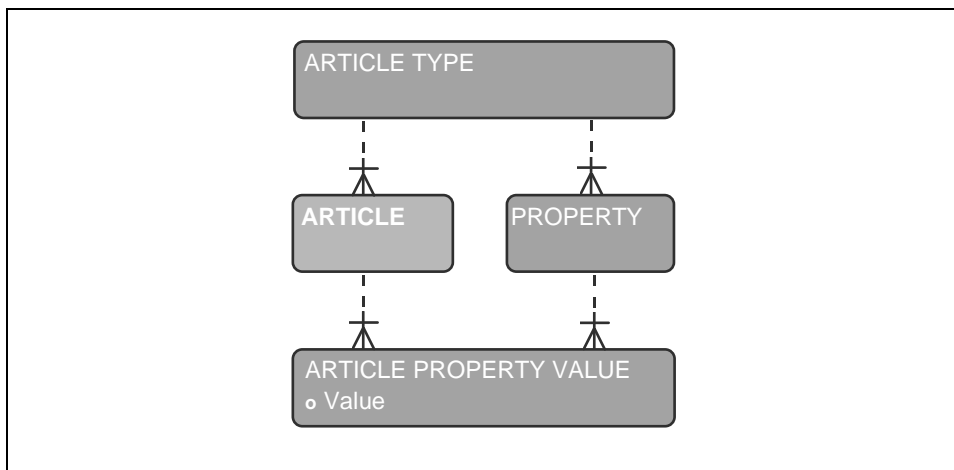 ARTICLE TYPE
ARTICLE
PROPERTY
ARTICLE PROPERTY VALUE
o Value